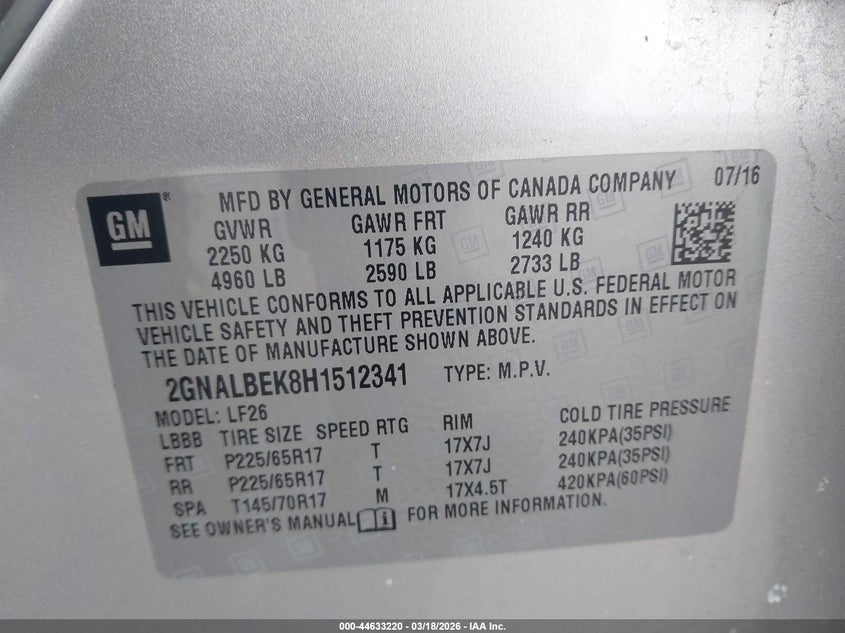 GM
MFD BY GENERAL MOTORS OF CANADA COMPANY 07/16
GVWR GAWR FRT GAWR RR
2250 KG 1175 KG 1240 KG
4960 LB 2590 LB 2733 LB
THIS VEHICLE CONFORMS TO ALL APPLICABLE U.S. FEDERAL MOTOR
VEHICLE SAFETY AND THEFT PREVENTION STANDARDS IN EFFECT ON
THE DATE OF MANUFACTURE SHOWN ABOVE.
2GNALBEK8H1512341 TYPE: M.P.V.
MODEL: LF26
LBBB TIRE SIZE SPEED RTG RIM COLD TIRE PRESSURE
FRT P225/65R17 T 17X7J 240KPA(35PSI)
RR P225/65R17 T 17X7J 240KPA(35PSI)
SPA T145/70R17 M 17X4.5T 420KPA(60PSI)
SEE OWNER'S MANUAL FOR MORE INFORMATION.
000-44633220 - 03/18/2026 - IAA Inc.